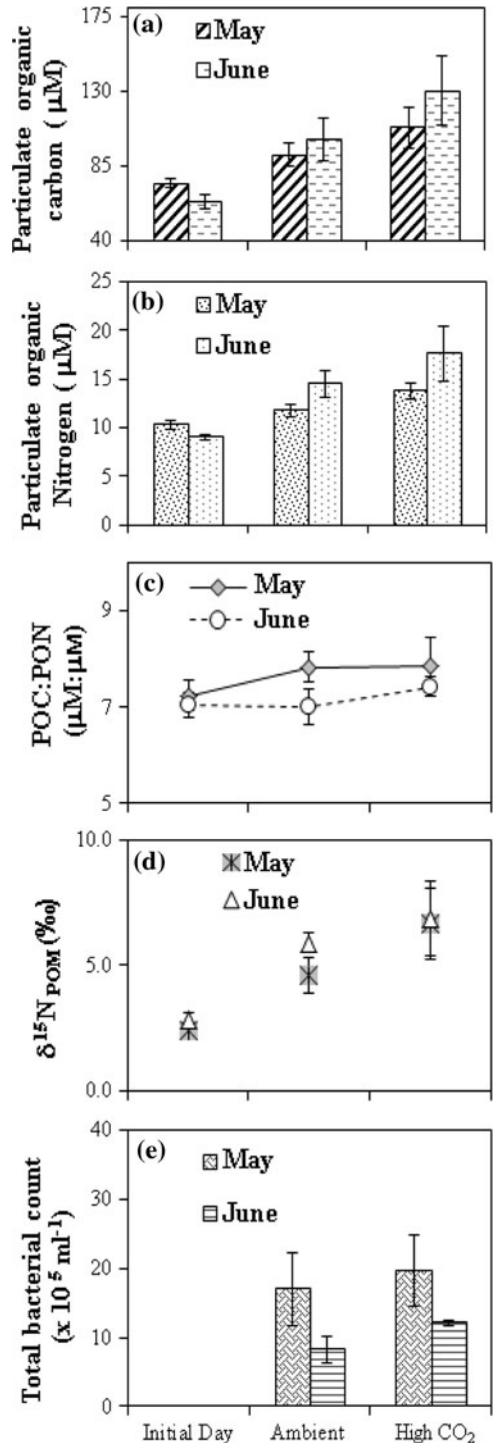 175
(a)
May
130
June
85
40
Particulate organic
carbon ( µM)
25
(b)
May
20
June
15
10
5
0
Particulate organic
Nitrogen ( µM)
(c)
May
9
June
7
5
POC:PON
(µM:µM)
10.0
(d)
May
June
5.0
0.0
δ¹⁵N POM (‰)
40
(e)
May
30
June
20
10
0
Total bacterial count
(x 10 ⁵ ml⁻¹)
Initial Day Ambient High CO₂